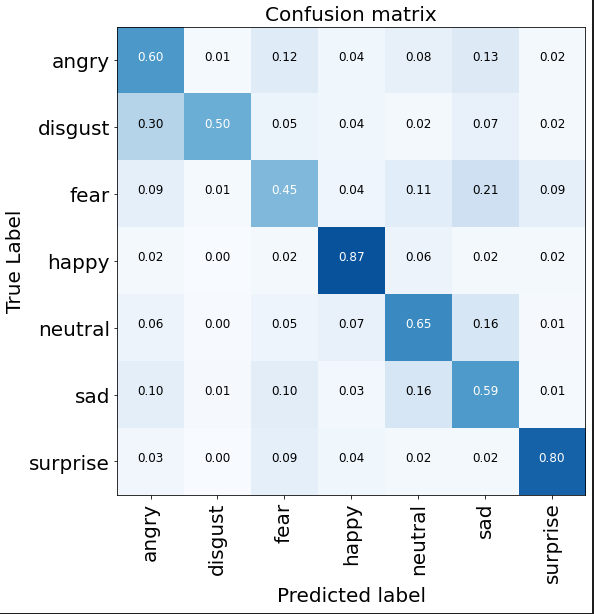 Confusion matrix
True Label
angry 0.60 0.01 0.12 0.04 0.08 0.13 0.02
disgust 0.30 0.50 0.05 0.04 0.02 0.07 0.02
fear 0.09 0.01 0.45 0.04 0.11 0.21 0.09
happy 0.02 0.00 0.02 0.87 0.06 0.02 0.02
neutral 0.06 0.00 0.05 0.07 0.65 0.16 0.01
sad 0.10 0.01 0.10 0.03 0.16 0.59 0.01
surprise 0.03 0.00 0.09 0.04 0.02 0.02 0.80
angry disgust fear happy neutral sad surprise
Predicted label